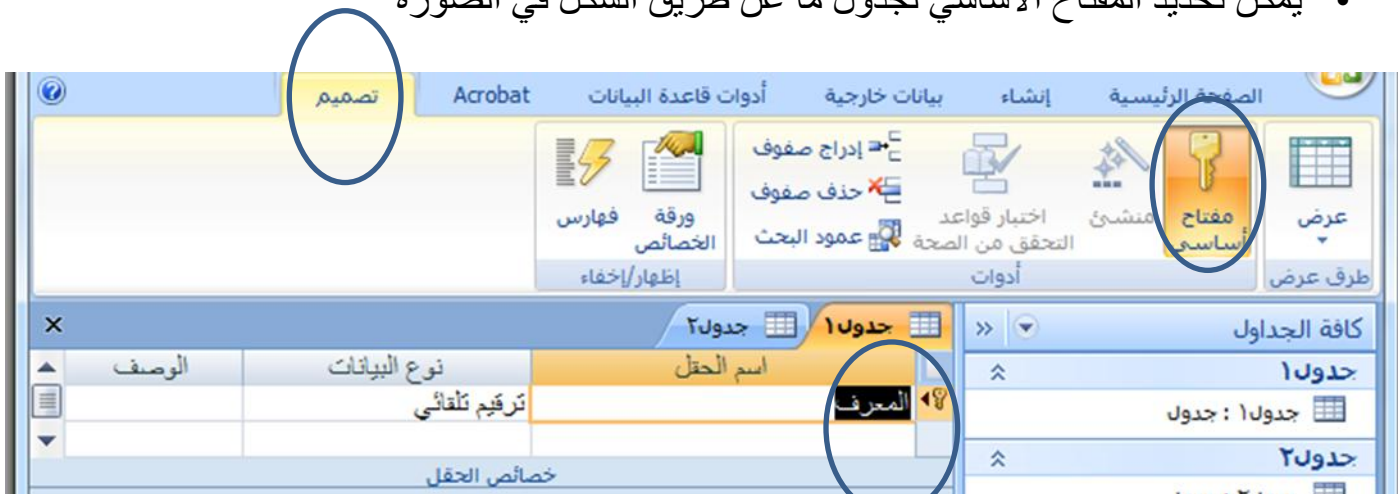 • يمكن تحديد المفتاح الأساسي لجدول ما عن طريق الشكل في الصورة
الصفحة الرئيسية إنشاء بيانات خارجية أدوات قاعدة البيانات Acrobat تصميم
عرض
مفتاح أساسي
منشئ
اختبار قواعد التحقق من الصحة
إدراج صفوف
حذف صفوف
عمود البحث
ورقة الخصائص
فهارس
طرق عرض أدوات إظهار/إخفاء
كافة الجداول
جدول١
جدول١ : جدول
جدول٢
جدول١ جدول٢
اسم الحقل نوع البيانات الوصف
المعرف ترقيم تلقائي
خصائص الحقل